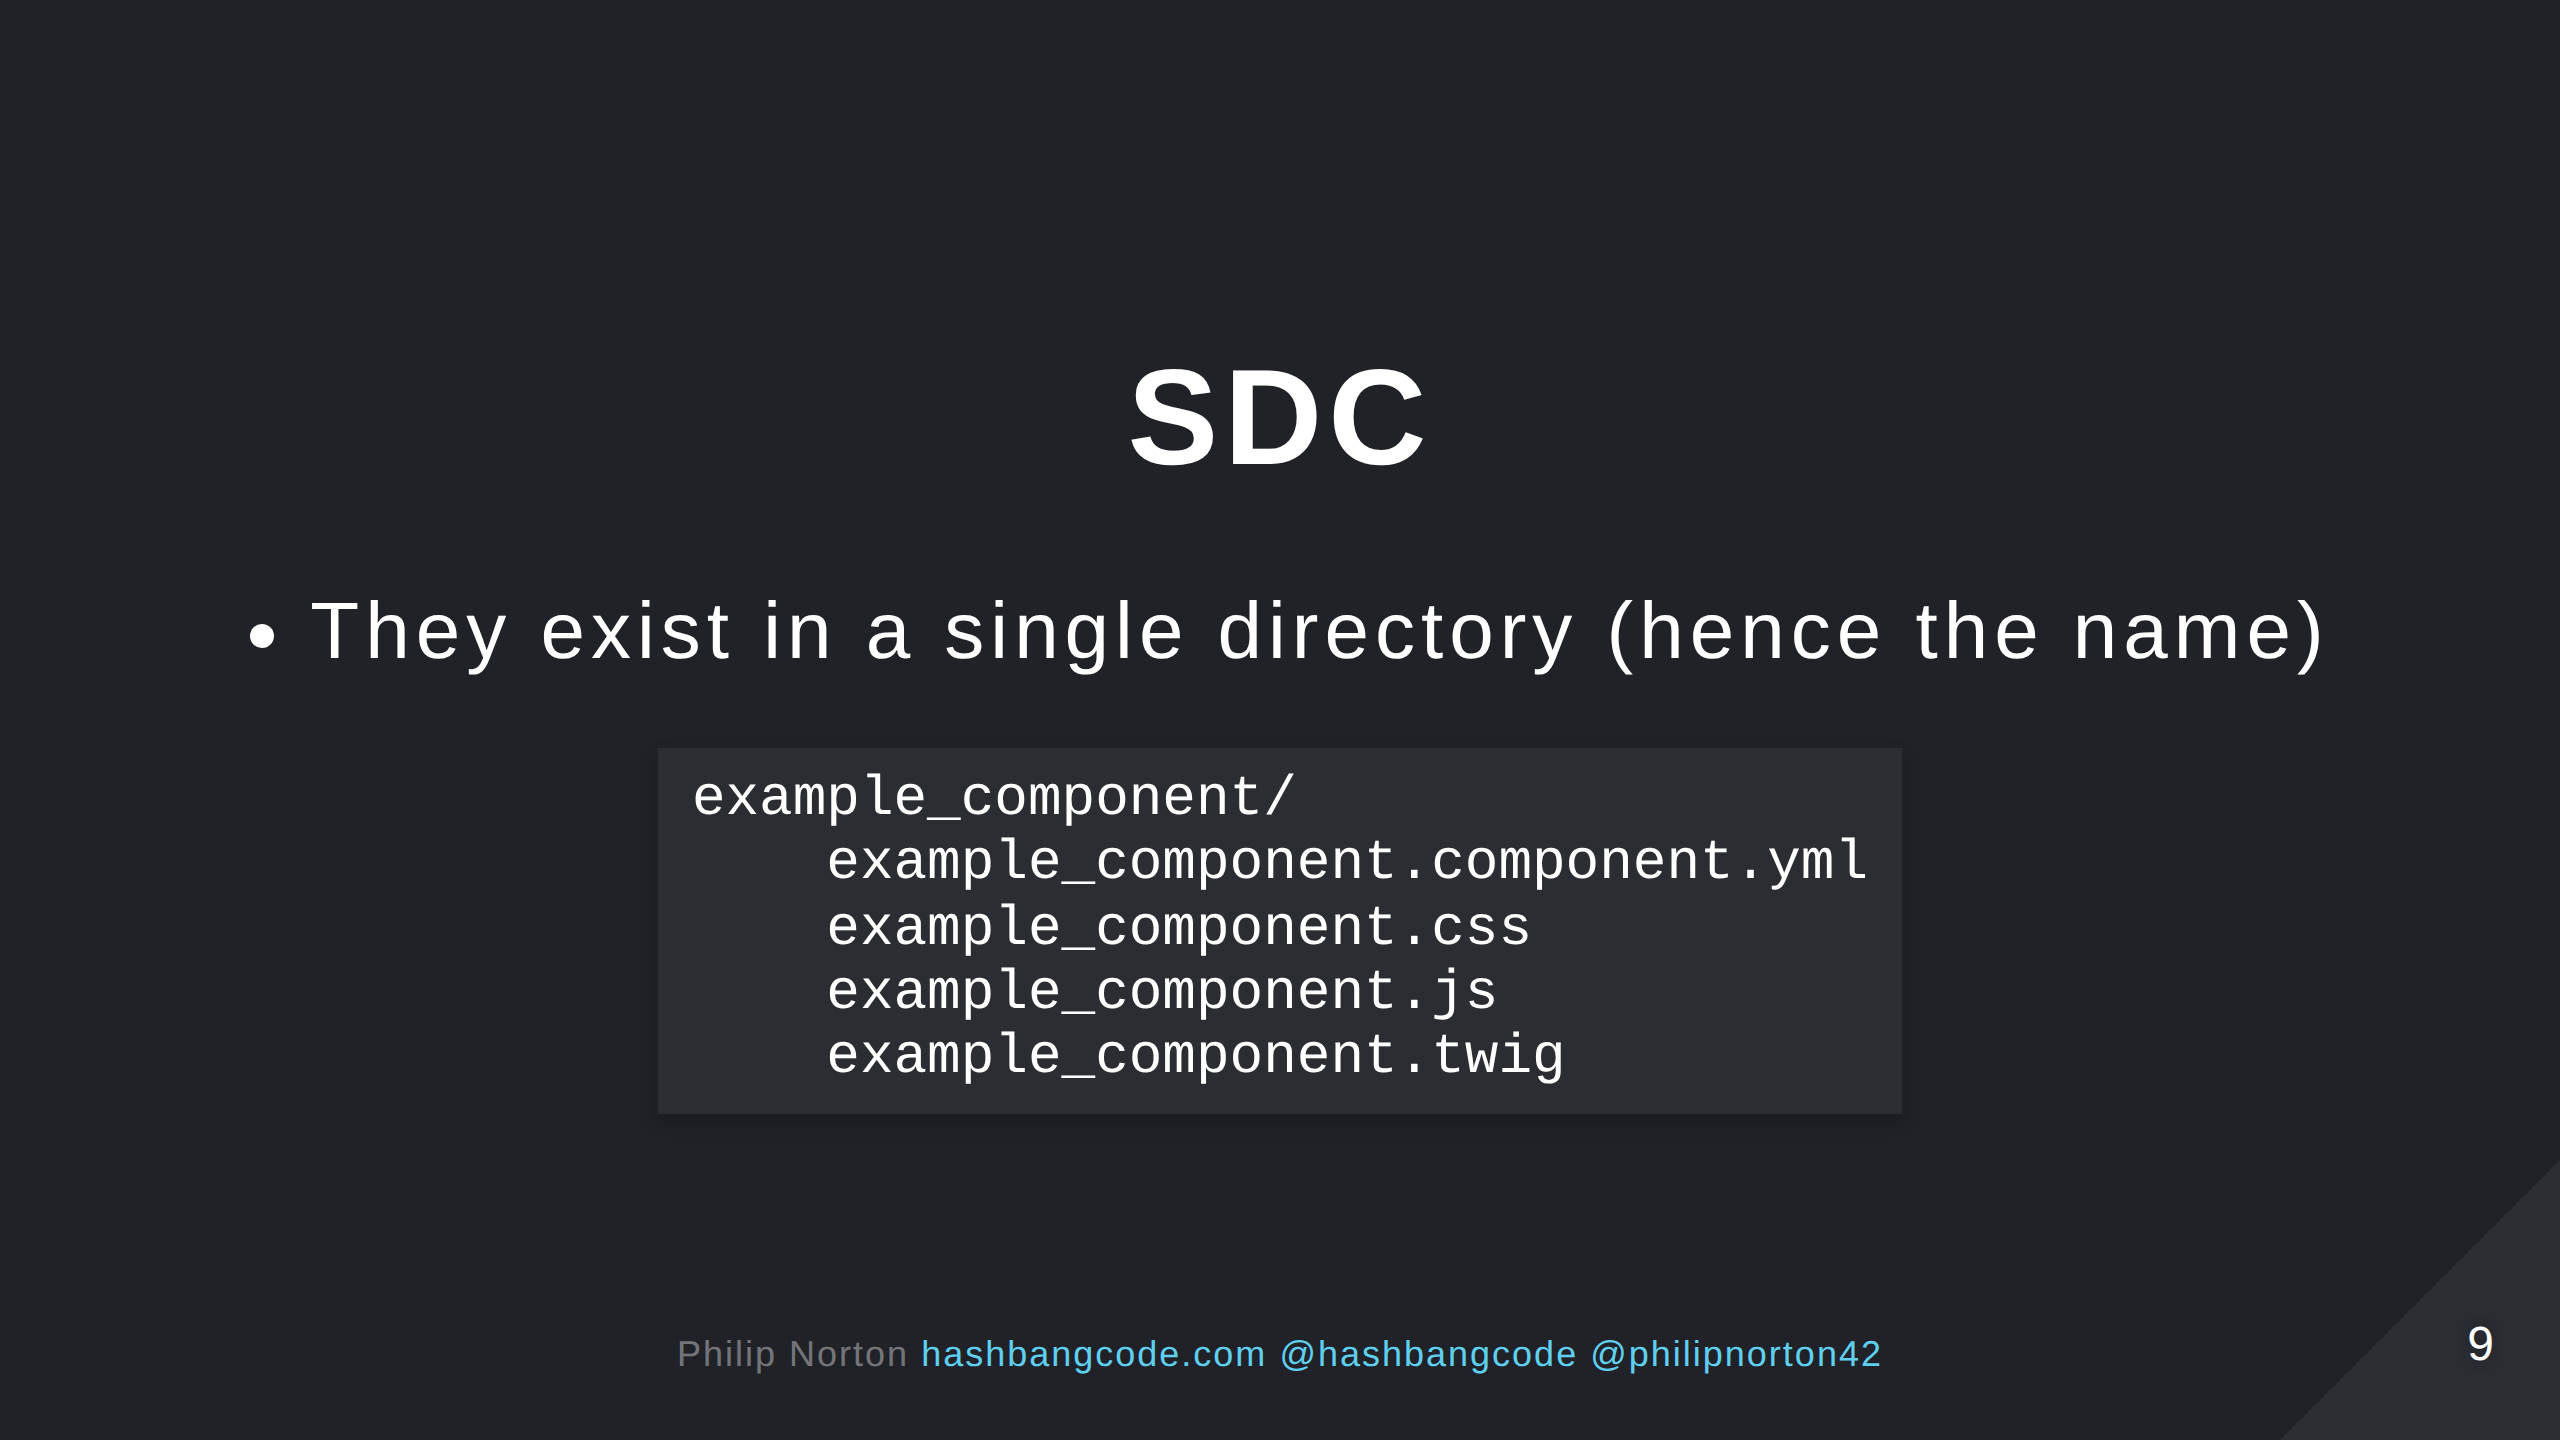 SDC
• They exist in a single directory (hence the name)
example_component/
    example_component.component.yml
    example_component.css
    example_component.js
    example_component.twig
Philip Norton hashbangcode.com @hashbangcode @philipnorton42
9